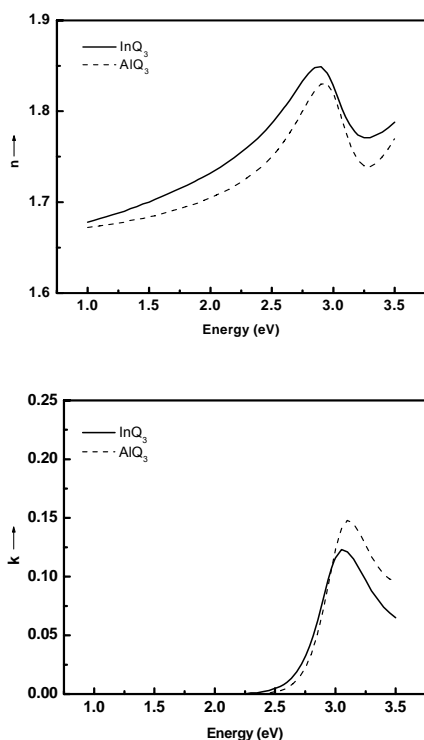 1.9
InQ₃
AlQ₃
1.8
n →
1.7
1.6
1.0 1.5 2.0 2.5 3.0 3.5
Energy (eV)
0.25
InQ₃
AlQ₃
0.20
0.15
k →
0.10
0.05
0.00
1.0 1.5 2.0 2.5 3.0 3.5
Energy (eV)